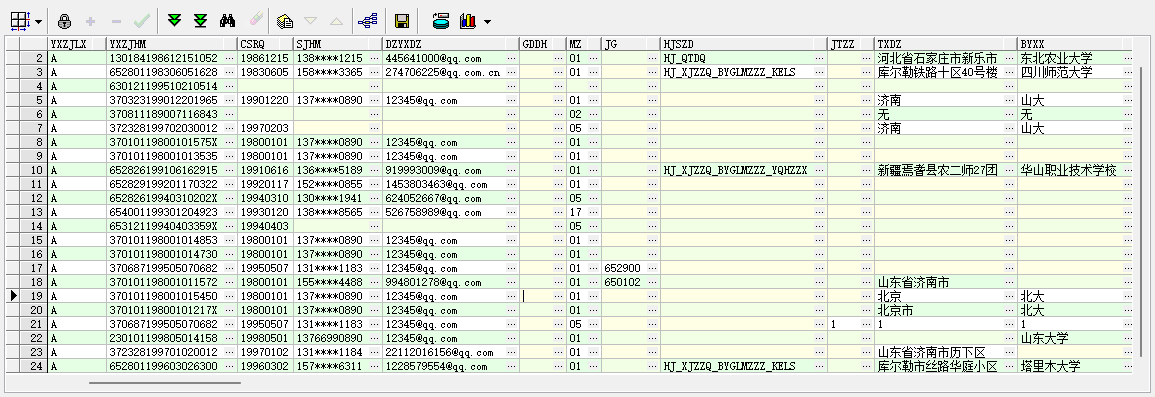 YXZJLX YXZJHM CSRQ SJHM DZYXDZ GDDH MZ JG HJSZD JTZZ TXDZ BYXX
2 A 130184198612151052 19861215 138****1215 445641000@qq.com 01 HJ_QTDQ 河北省石家庄市新乐市 东北农业大学
3 A 652801198306051628 19830605 158****3365 274706225@qq.com.cn 01 HJ_XJZZQ_BYGLMZZZ_KELS 库尔勒铁路十区40号楼 四川师范大学
4 A 630121199510210514
5 A 370323199012201965 19901220 137****0890 12345@qq.com 01 济南 山大
6 A 370811189007116843 02 无 无
7 A 372328199702030012 19970203 05 济南 山大
8 A 37010119800101575X 19800101 137****0890 12345@qq.com 01
9 A 370101198001013535 19800101 137****0890 12345@qq.com 01
10 A 652826199106162915 19910616 136****5189 919993009@qq.com 01 HJ_XJZZQ_BYGLMZZZ_YQHZZX 新疆焉耆县农二师27团 华山职业技术学校
11 A 652829199201170322 19920117 152****0855 1453803463@qq.com 01
12 A 65282619940310202X 19940310 130****1941 624052667@qq.com 05
13 A 654001199301204923 19930120 138****8565 526758989@qq.com 17
14 A 65312119940403359X 19940403 05
15 A 370101198001014853 19800101 137****0890 12345@qq.com 01
16 A 370101198001014730 19800101 137****0890 12345@qq.com 01
17 A 370687199505070682 19950507 131****1183 12345@qq.com 01 652900
18 A 370101198001011572 19800101 155****4488 994801278@qq.com 01 650102 山东省济南市
19 A 370101198001015450 19800101 137****0890 12345@qq.com 01 北京 北大
20 A 37010119800101217X 19800101 137****0890 12345@qq.com 01 北京市 北大
21 A 370687199505070682 19950507 131****1183 12345@qq.com 05 1 1 1
22 A 230101199805014158 19980501 13766990890 12345@qq.com 01 山东大学
23 A 372328199701020012 19970102 131****1184 22112016156@qq.com 01 山东省济南市历下区
24 A 652801199603026300 19960302 157****6311 1228579554@qq.com 01 HJ_XJZZQ_BYGLMZZZ_KELS 库尔勒市丝路华庭小区 塔里木大学